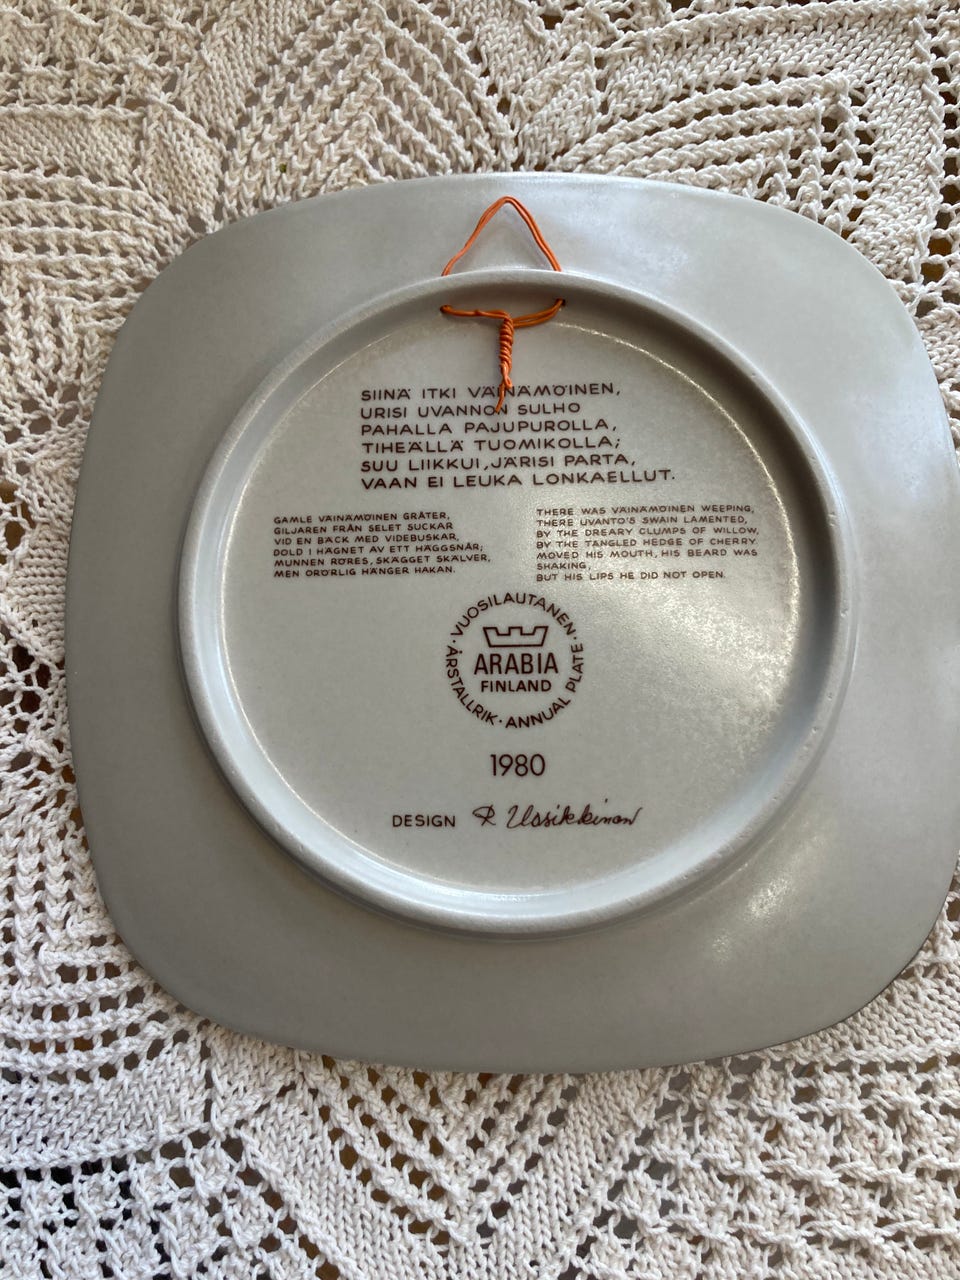 SIINÄ ITKI VÄINÄMÖINEN,
URISI UVANNON SULHO
PAHALLA PAJUPUROLLA,
TIHEÄLLÄ TUOMIKOLLA;
SUU LIIKKUI, JÄRISI PARTA,
VAAN EI LEUKA LONKAELLUT.
GAMLE VÄINÄMÖINEN GRÅTER,
GILJAREN FRÅN SELET SUCKAR
VID EN BÄCK MED VIDEBUSKAR,
DOLD I HÄGNET AV ETT HÄGGSNÅR;
MUNNEN RÖRES, SKÄGGET SKÄLVER,
MEN ORÖRLIG HÄNGER HAKAN.
THERE WAS VÄINÄMÖINEN WEEPING,
THERE UVANTO'S SWAIN LAMENTED,
BY THE DREARY CLUMPS OF WILLOW,
BY THE TANGLED HEDGE OF CHERRY.
MOVED HIS MOUTH, HIS BEARD WAS
SHAKING,
BUT HIS LIPS HE DID NOT OPEN.
· VUOSILAUTANEN · ANNUAL PLATE · ÅRSTALLRIK
ARABIA
FINLAND
1980
DESIGN R Uosikkinen